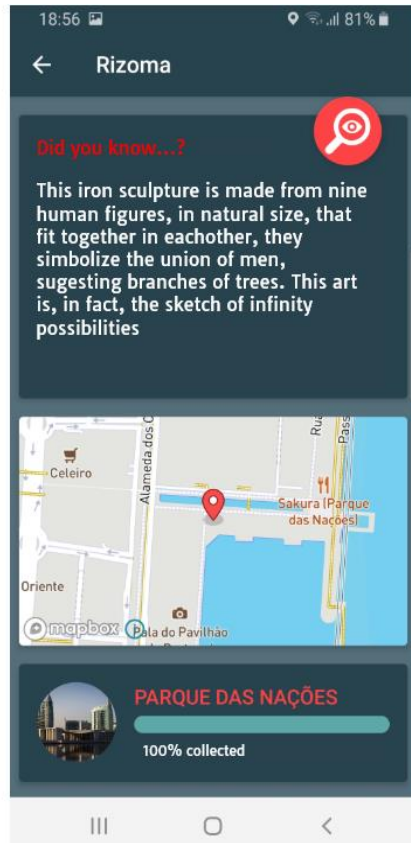 18:56 81%
Rizoma
Did you know...?
This iron sculpture is made from nine
human figures, in natural size, that
fit together in eachother, they
simbolize the union of men,
sugesting branches of trees. This art
is, in fact, the sketch of infinity
possibilities
Celeiro
Alameda dos O
Rua
Pass
Sakura (Parque
das Nações)
Oriente
mapbox
Pala do Pavilhão
PARQUE DAS NAÇÕES
100% collected